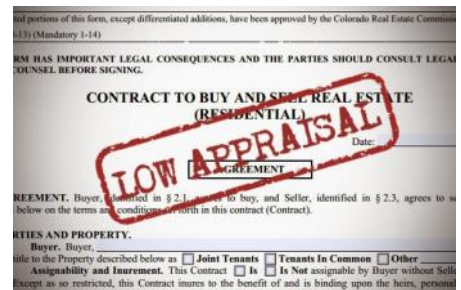 ted portions of this form, except differentiated additions, have been approved by the Colorado Real Estate Commissio
-13) (Mandatory 1-14)
RM HAS IMPORTANT LEGAL CONSEQUENCES AND THE PARTIES SHOULD CONSULT LEGAL
COUNSEL BEFORE SIGNING.
CONTRACT TO BUY AND SELL REAL ESTATE
(RESIDENTIAL)
Date:
LOW APPRAISAL
AGREEMENT
REEMENT. Buyer, identified in § 2.1, agrees to buy, and Seller, identified in § 2.3, agrees to se
below on the terms and conditions set forth in this contract (Contract).
RTIES AND PROPERTY.
Buyer. Buyer,
title to the Property described below as Joint Tenants Tenants In Common Other
Assignability and Inurement. This Contract Is Is Not assignable by Buyer without Selle
Except as so restricted, this Contract inures to the benefit of and is binding upon the heirs, personal